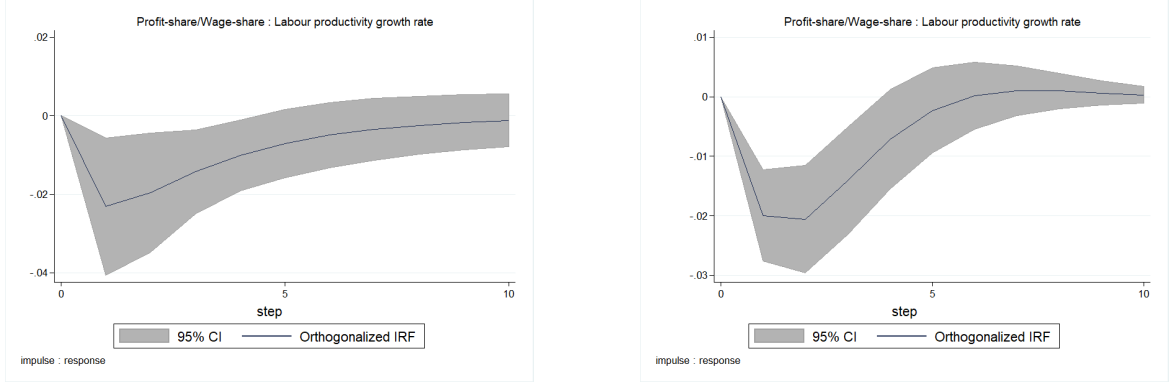 Profit-share/Wage-share : Labour productivity growth rate
.02
0
-.02
-.04
0 5 10
step
95% CI Orthogonalized IRF
impulse : response
Profit-share/Wage-share : Labour productivity growth rate
.01
0
-.01
-.02
-.03
0 5 10
step
95% CI Orthogonalized IRF
impulse : response